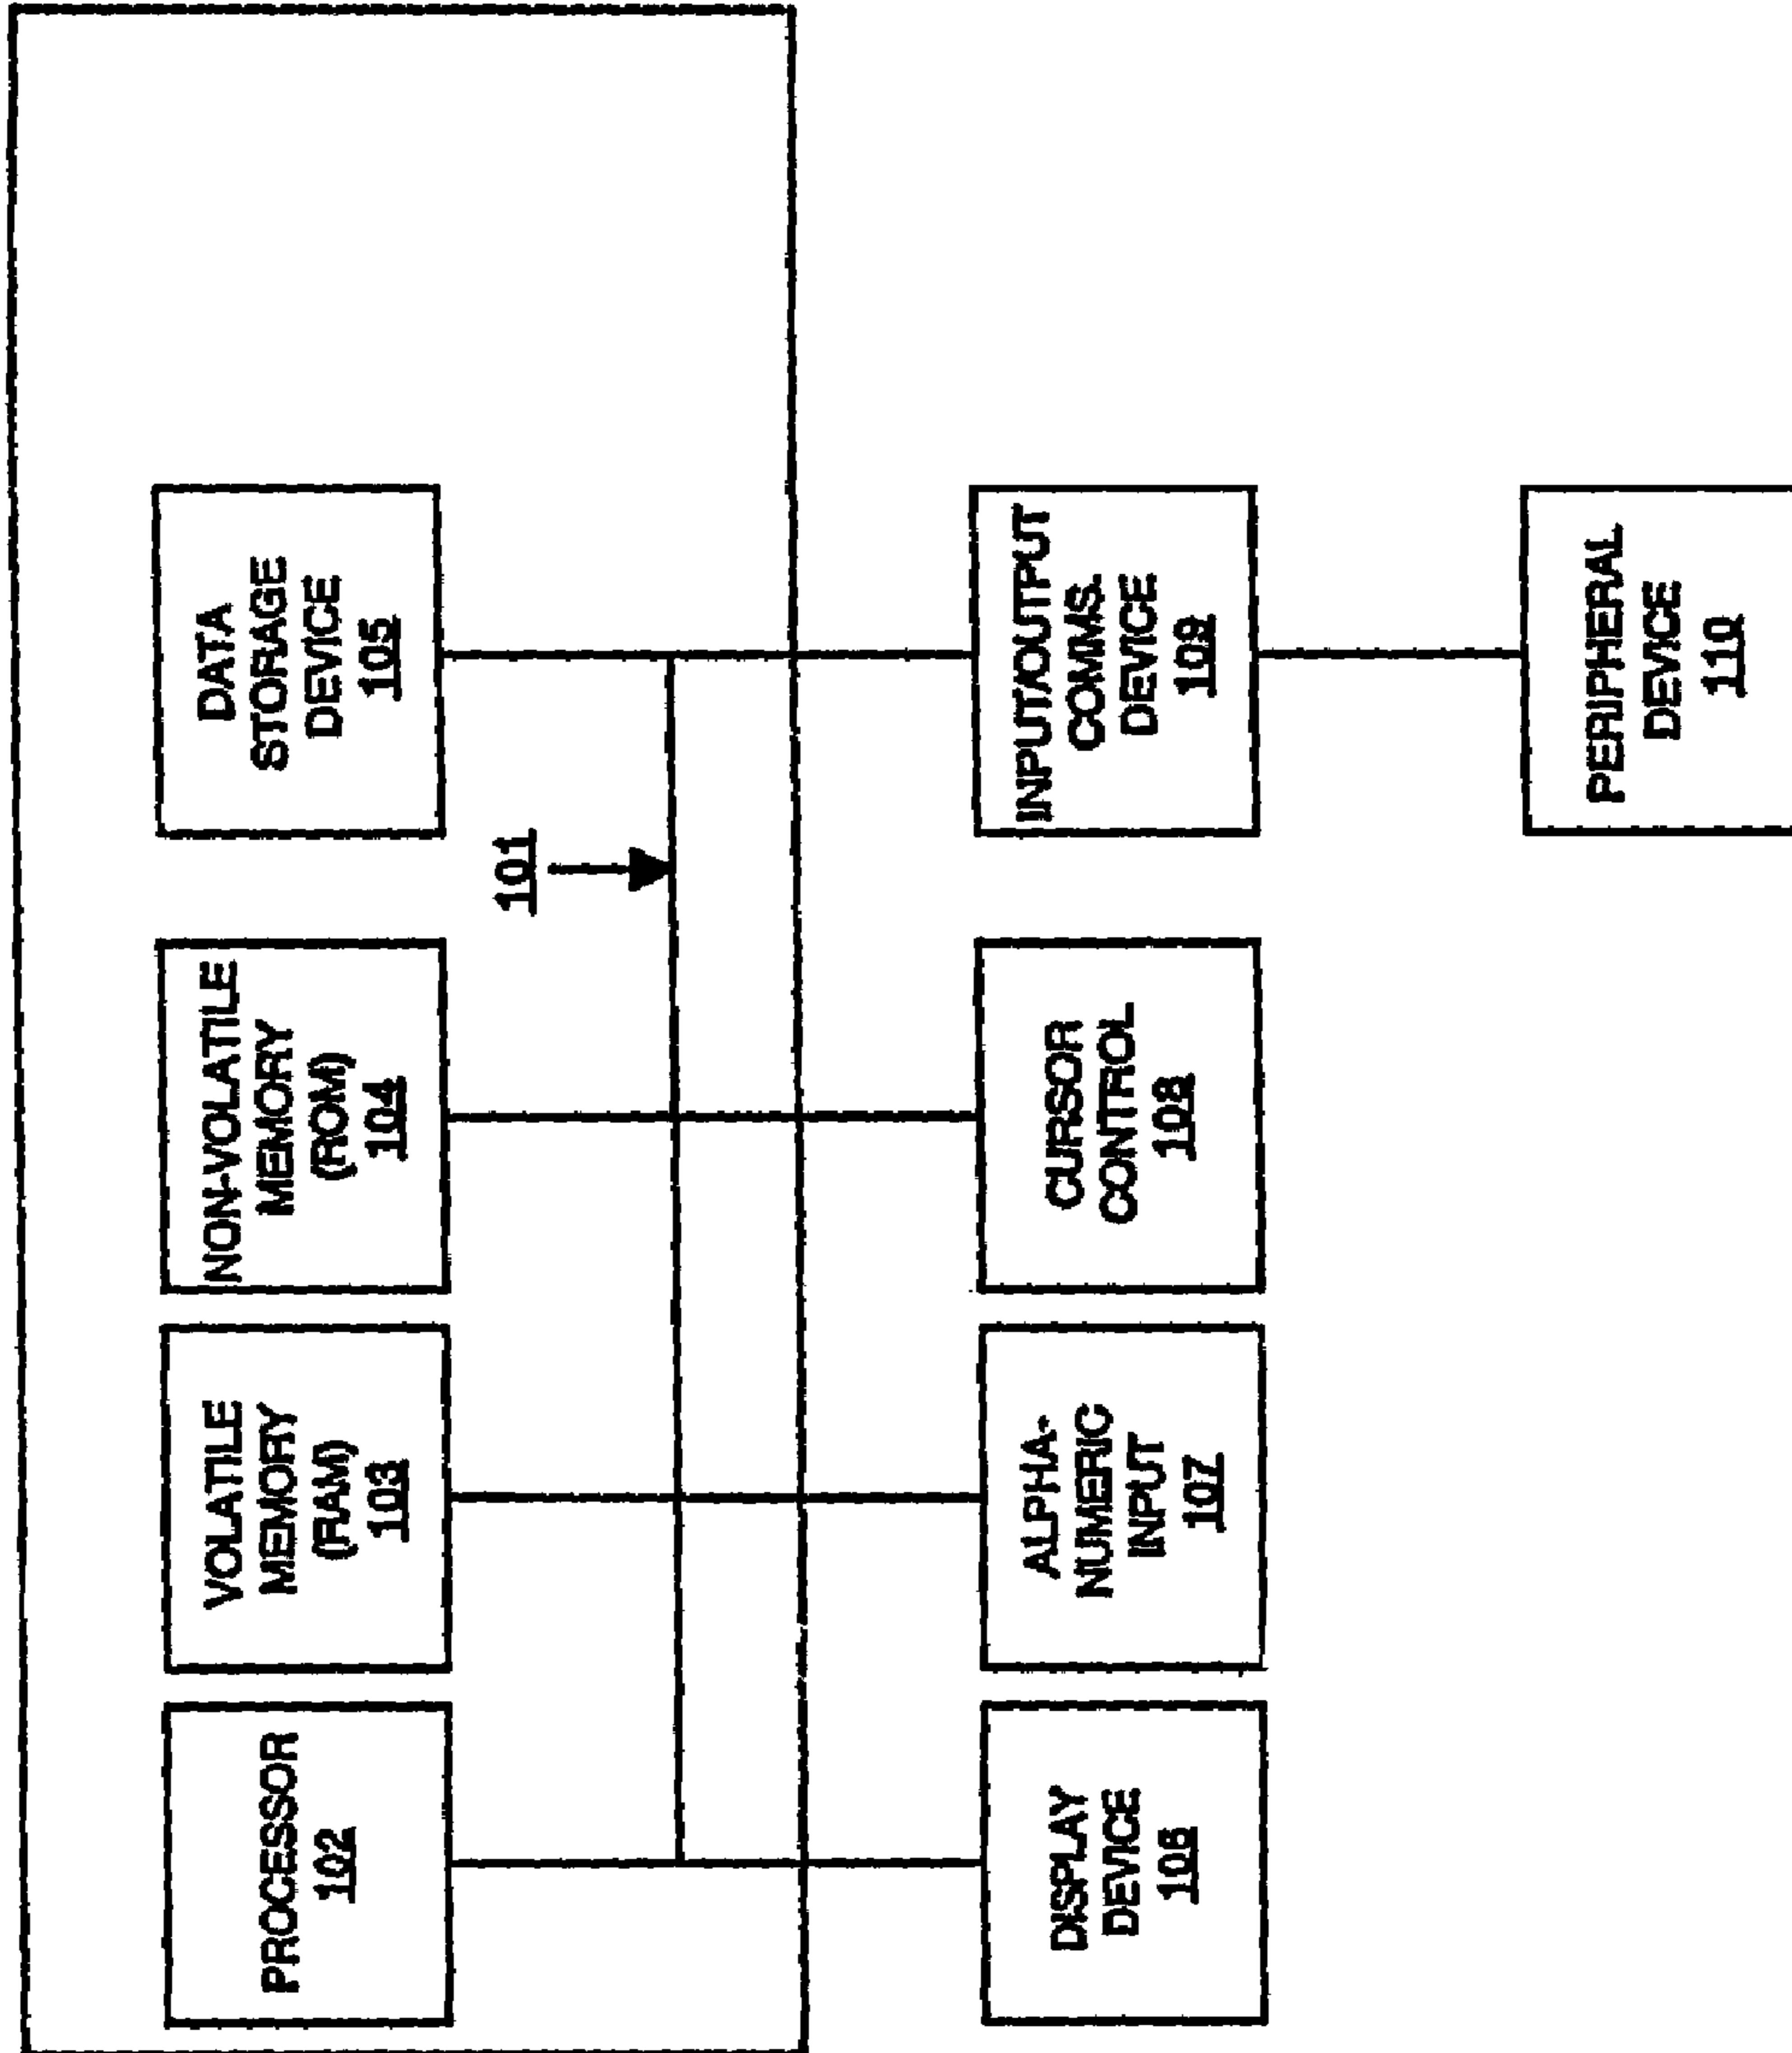 PROCESSOR
102
VOLATILE
MEMORY
(RAM)
103
NON-VOLATILE
MEMORY
(ROM)
104
DATA
STORAGE
DEVICE
105
101
DISPLAY
DEVICE
106
ALPHA-
NUMERIC
INPUT
107
CURSOR
CONTROL
108
INPUT/OUTPUT
COMMS.
DEVICE
109
PERIPHERAL
DEVICE
110